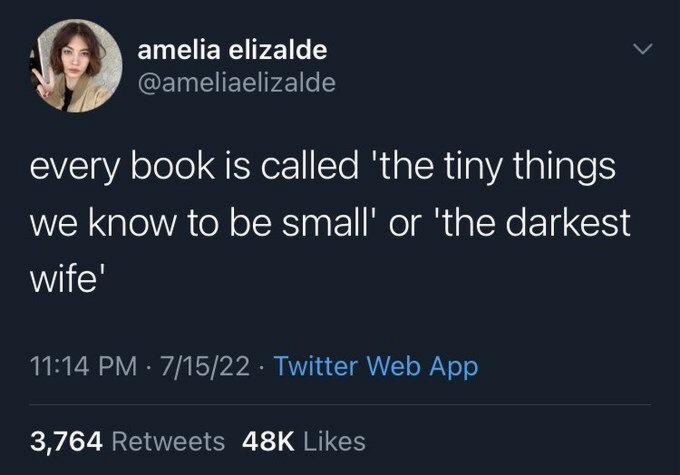 amelia elizalde
@ameliaelizalde
every book is called 'the tiny things
we know to be small' or 'the darkest
wife'
11:14 PM · 7/15/22 · Twitter Web App
3,764 Retweets 48K Likes